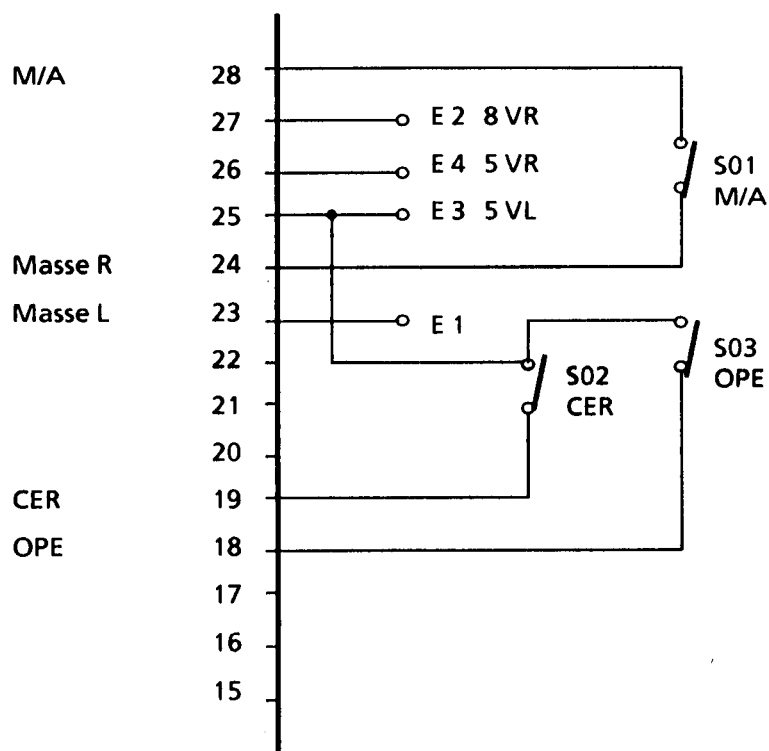 M/A 28
27 E 2 8 VR
26 E 4 5 VR
S01
M/A
25 E 3 5 VL
Masse R 24
Masse L 23 E 1
22
S03
OPE
S02
CER
21
20
CER 19
OPE 18
17
16
15